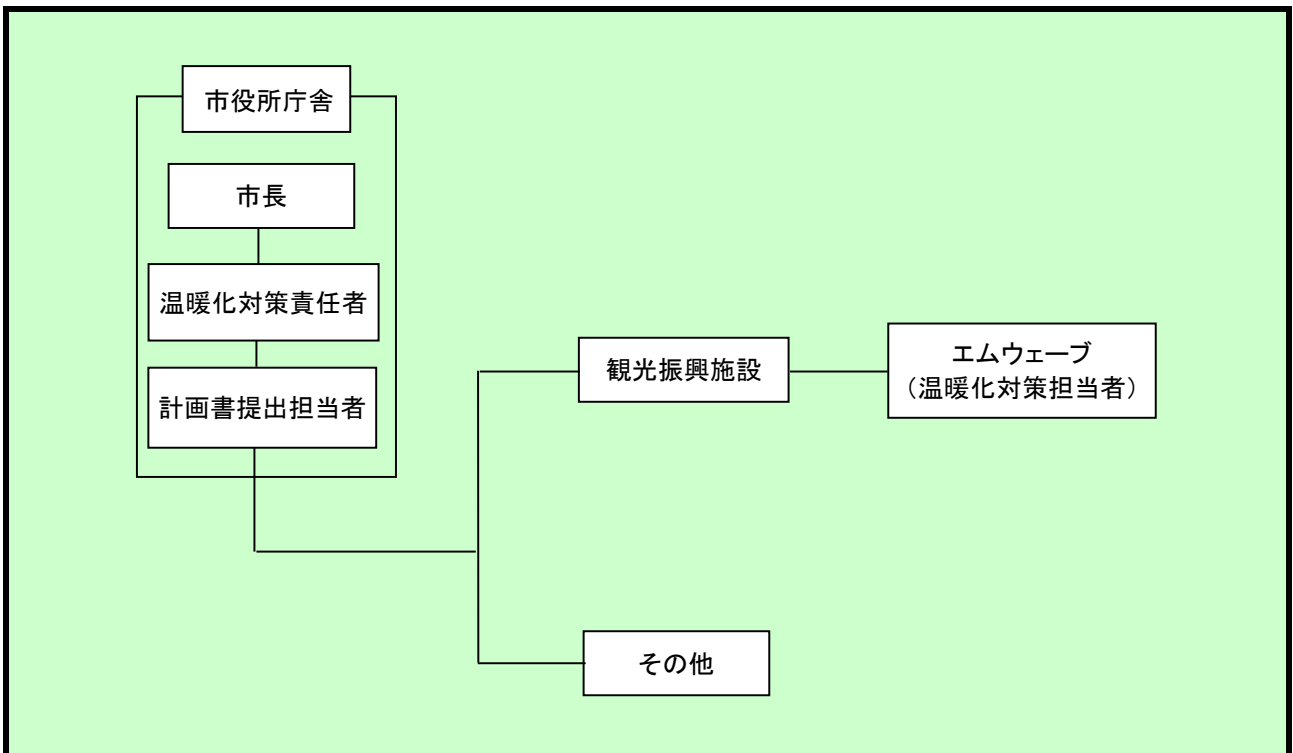 市役所庁舎
市長
温暖化対策責任者
計画書提出担当者
観光振興施設
エムウェーブ
（温暖化対策担当者）
その他